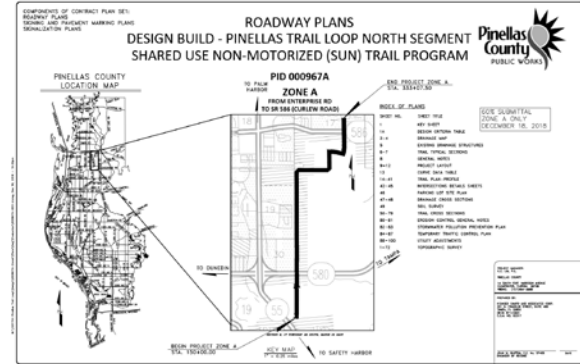 COMPONENTS OF CONTRACT PLAN SET:
ROADWAY PLANS
SIGNING AND PAVEMENT MARKING PLANS
SIGNALIZATION PLANS
ROADWAY PLANS
DESIGN BUILD - PINELLAS TRAIL LOOP NORTH SEGMENT
SHARED USE NON-MOTORIZED (SUN) TRAIL PROGRAM
Pinellas
County
PUBLIC WORKS
PID 000967A
ZONE A
FROM ENTERPRISE RD
TO SR 586 (CURLEW ROAD)
PINELLAS COUNTY
LOCATION MAP
TO PALM
HARBOR
END PROJECT ZONE A
STA. 333+07.50
586
INDEX OF PLANS
SHEET NO. SHEET TITLE
1 KEY SHEET
DESIGN CRITERIA TABLE
DRAINAGE MAP
EXISTING DRAINAGE STRUCTURES
6-7 TRAIL TYPICAL SECTIONS
8 GENERAL NOTES
9-12 PROJECT LAYOUT
13 CURVE DATA TABLE
TRAIL PLAN-PROFILE
INTERSECTIONS DETAILS SHEETS
PARKING LOT SITE PLAN
DRAINAGE CROSS SECTIONS
SOIL SURVEY
TRAIL CROSS SECTIONS
EROSION CONTROL GENERAL NOTES
STORMWATER POLLUTION PREVENTION PLAN
TEMPORARY TRAFFIC CONTROL PLAN
UTILITY ADJUSTMENTS
TOPOGRAPHIC SURVEY
60% SUBMITTAL
ZONE A ONLY
DECEMBER 18, 2018
TO DUNEDIN
580
TO TAMPA
19
55
BEGIN PROJECT ZONE A
STA. 150+00.00
KEY MAP
TO SAFETY HARBOR